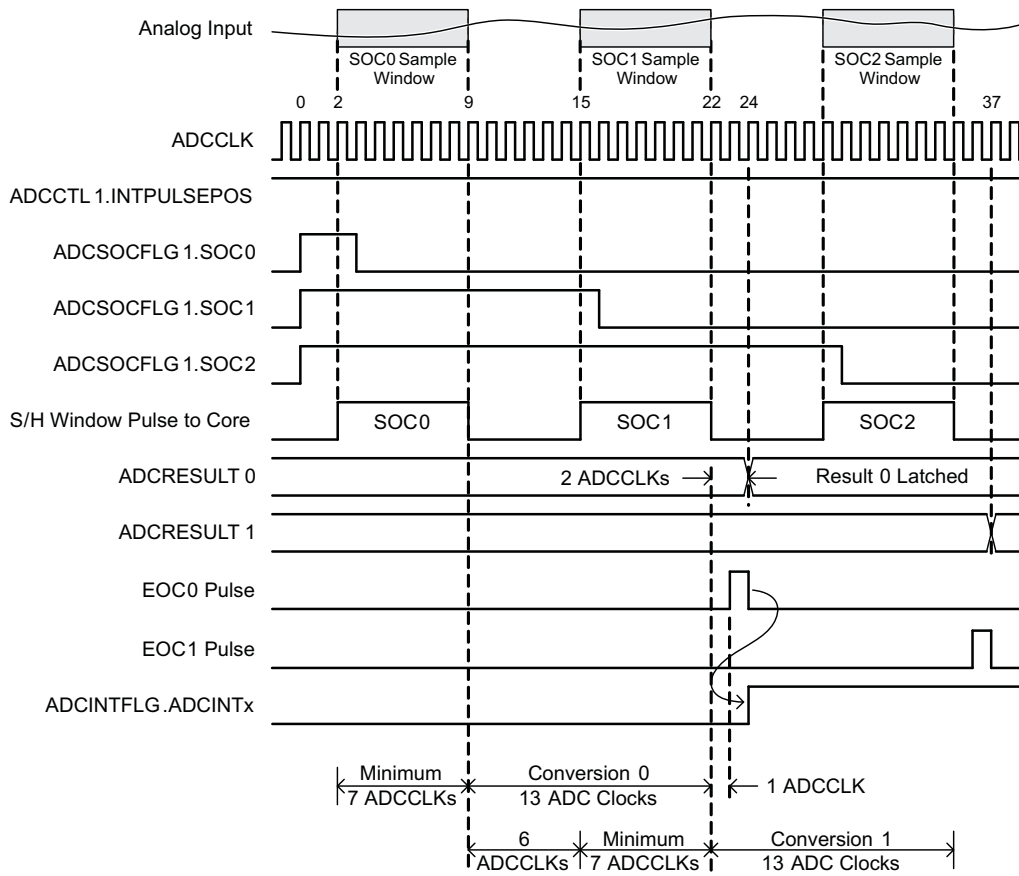 Analog Input
SOC0 Sample
Window
SOC1 Sample
Window
SOC2 Sample
Window
0 2 9 15 22 24 37
ADCCLK
ADCCTL 1.INTPULSEPOS
ADCSOCFLG 1.SOC0
ADCSOCFLG 1.SOC1
ADCSOCFLG 1.SOC2
S/H Window Pulse to Core
SOC0
SOC1
SOC2
ADCRESULT 0
2 ADCCLKs
Result 0 Latched
ADCRESULT 1
EOC0 Pulse
EOC1 Pulse
ADCINTFLG .ADCINTx
Minimum
7 ADCCLKs
Conversion 0
13 ADC Clocks
1 ADCCLK
6
ADCCLKs
Minimum
7 ADCCLKs
Conversion 1
13 ADC Clocks